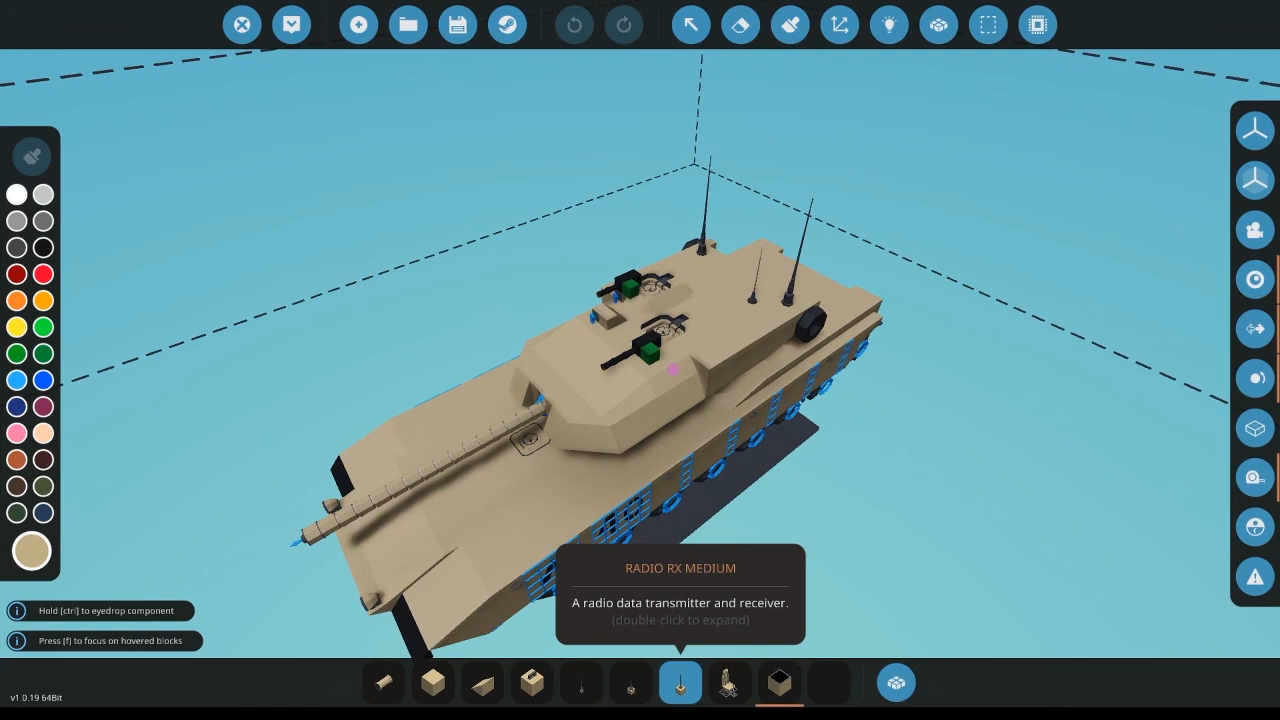 Hold [ctrl] to eyedrop component
Press [f] to focus on hovered blocks
RADIO RX MEDIUM
A radio data transmitter and receiver.
(double click to expand)
v1.0.19 64Bit